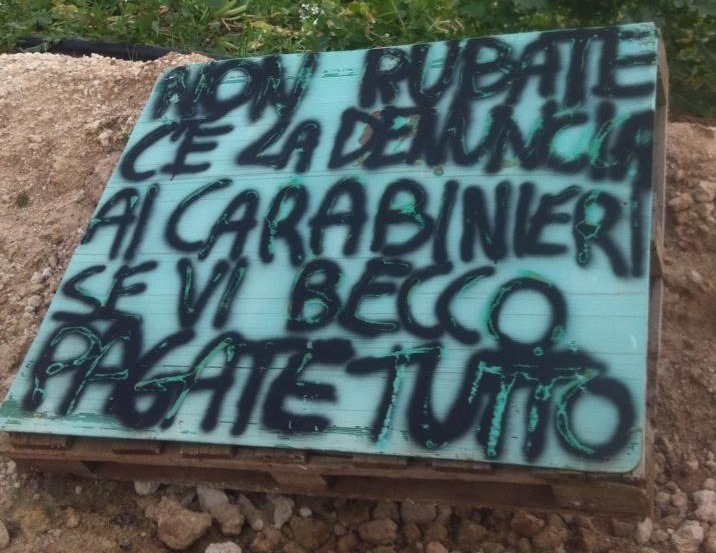 NON RUBATE
CE LA DENUNCIA
AI CARABINIERI
SE VI BECCO
PAGATE TUTTO